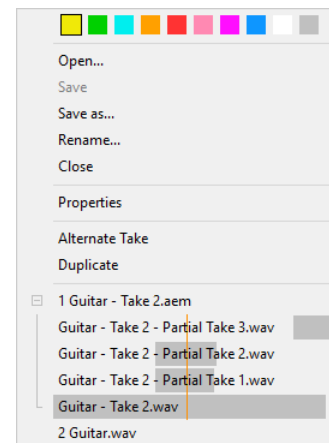 Open...
Save
Save as...
Rename...
Close
Properties
Alternate Take
Duplicate
1 Guitar - Take 2.aem
Guitar - Take 2 - Partial Take 3.wav
Guitar - Take 2 - Partial Take 2.wav
Guitar - Take 2 - Partial Take 1.wav
Guitar - Take 2.wav
2 Guitar.wav